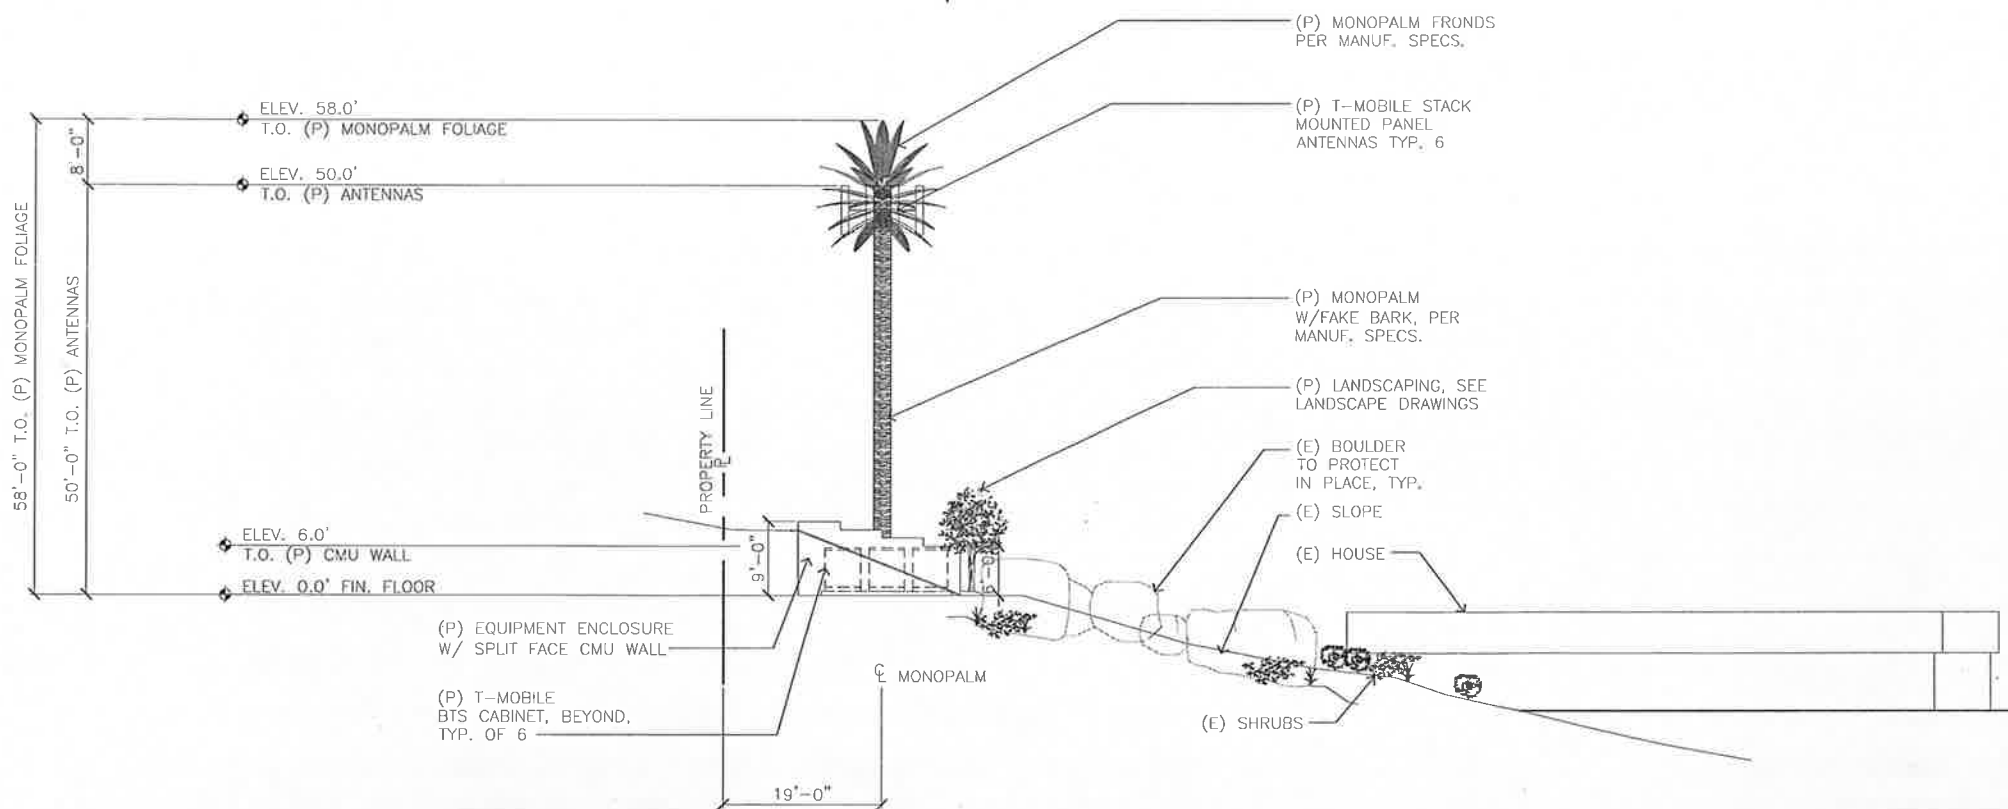 (P) MONOPALM FRONDS
PER MANUF. SPECS.
(P) T-MOBILE STACK
MOUNTED PANEL
ANTENNAS TYP. 6
ELEV. 58.0'
T.O. (P) MONOPALM FOLIAGE
8'-0"
ELEV. 50.0'
T.O. (P) ANTENNAS
58'-0" T.O. (P) MONOPALM FOLIAGE
50'-0" T.O. (P) ANTENNAS
(P) MONOPALM
W/FAKE BARK, PER
MANUF. SPECS.
(P) LANDSCAPING, SEE
LANDSCAPE DRAWINGS
PROPERTY LINE
PL
(E) BOULDER
TO PROTECT
IN PLACE, TYP.
(E) SLOPE
(E) HOUSE
ELEV. 6.0'
T.O. (P) CMU WALL
9'-0"
ELEV. 0.0' FIN. FLOOR
(P) EQUIPMENT ENCLOSURE
W/ SPLIT FACE CMU WALL
CL MONOPALM
(P) T-MOBILE
BTS CABINET, BEYOND,
TYP. OF 6
(E) SHRUBS
19'-0"